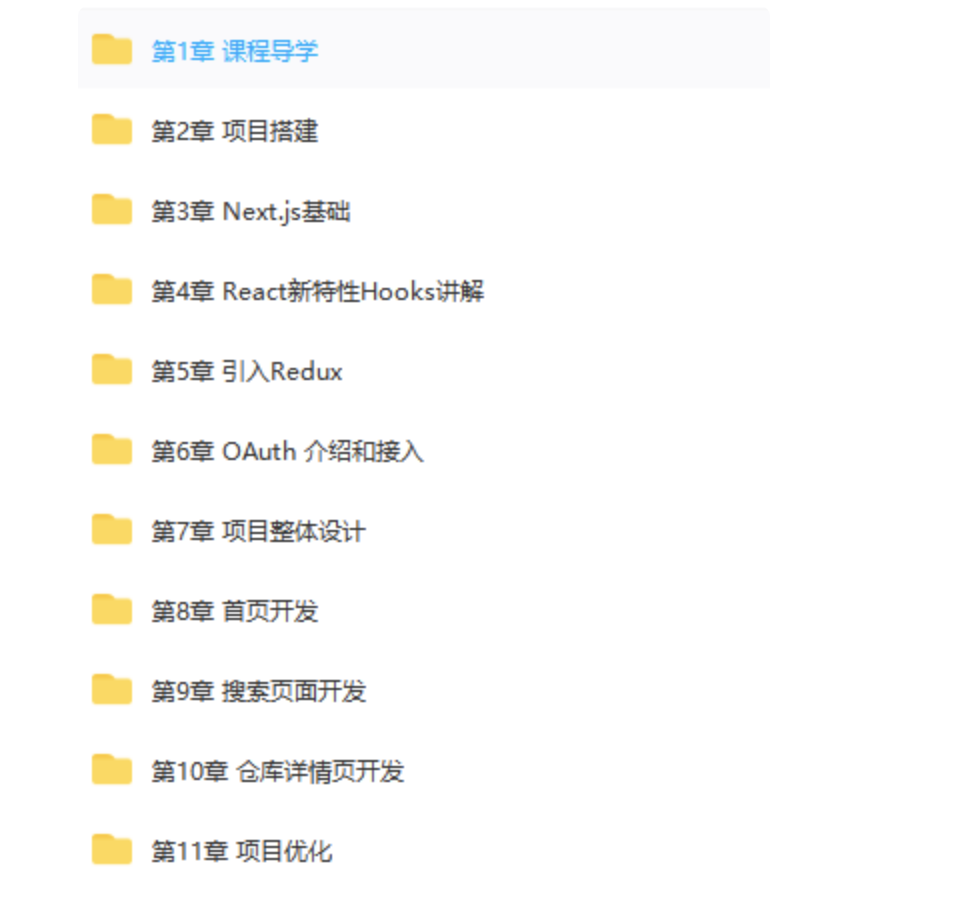 第1章 课程导学
第2章 项目搭建
第3章 Next.js基础
第4章 React新特性Hooks讲解
第5章 引入Redux
第6章 OAuth 介绍和接入
第7章 项目整体设计
第8章 首页开发
第9章 搜索页面开发
第10章 仓库详情页开发
第11章 项目优化